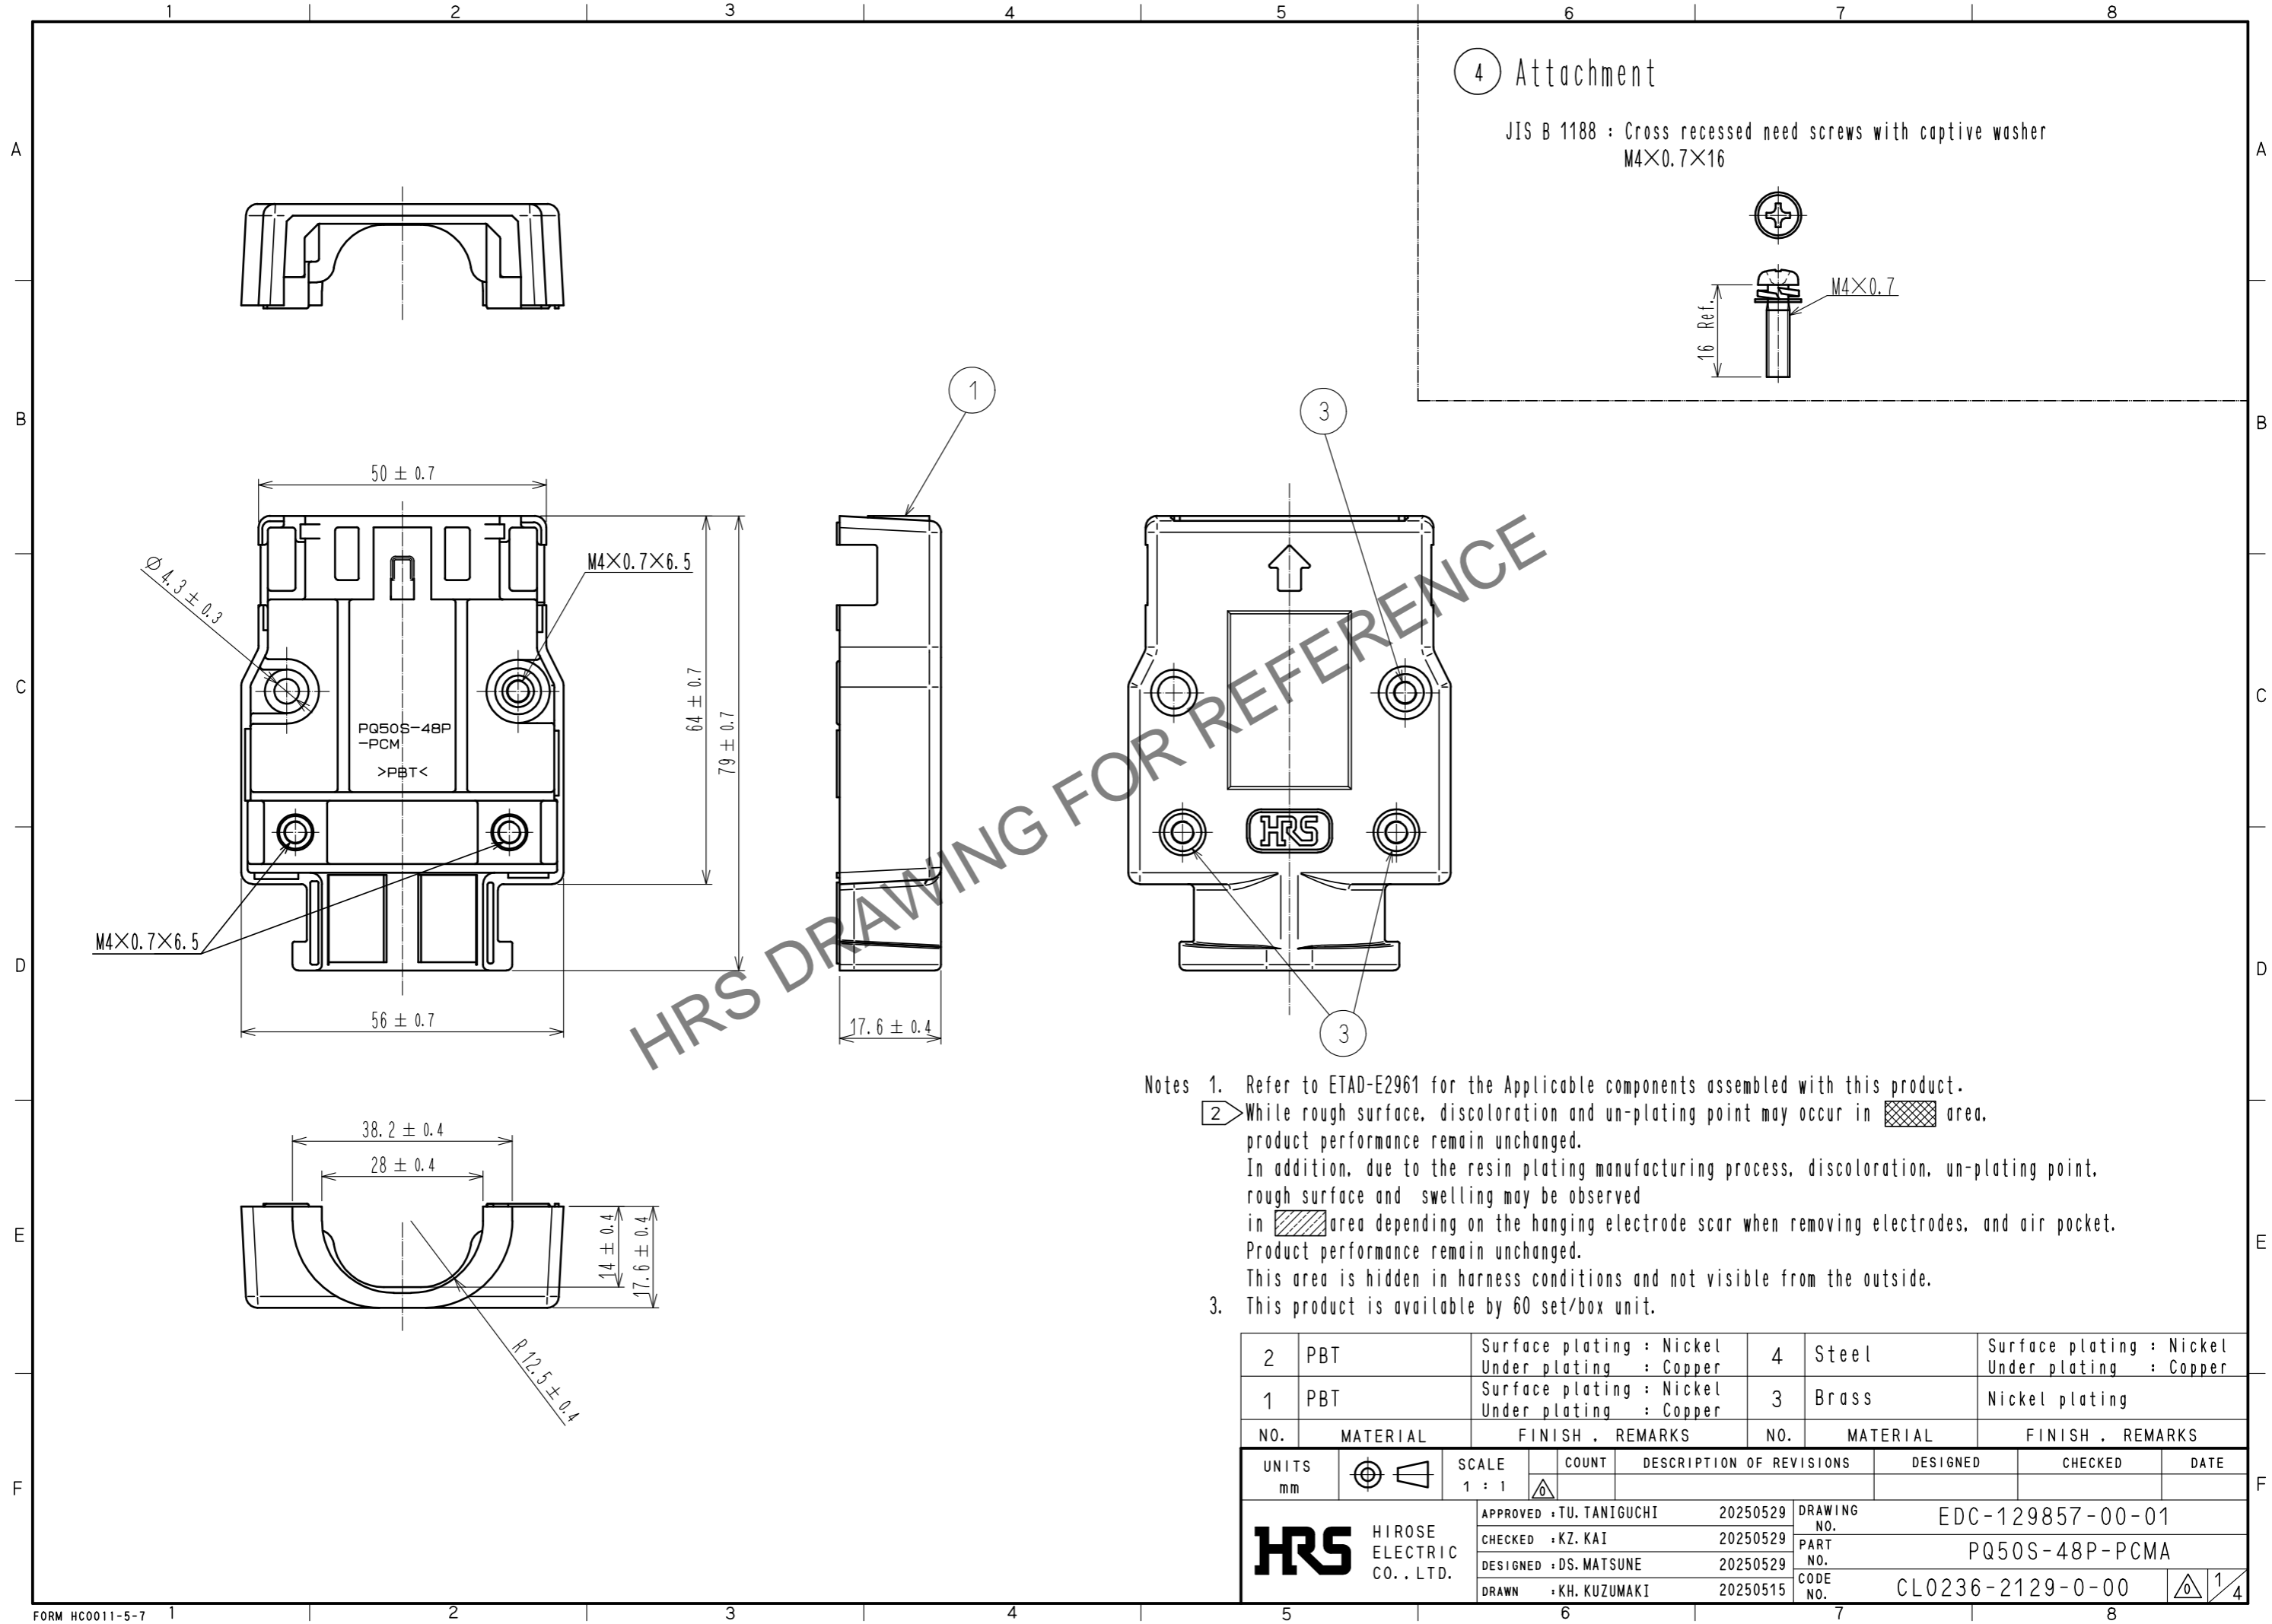 1 2 3 4 5 6 7 8
A A
B B
C C
D D
E E
F F
4 Attachment
JIS B 1188 : Cross recessed need screws with captive washer
M4×0.7×16
16 Ref.
M4×0.7
1
3
50 ± 0.7
Ø 4.3 ± 0.3
M4×0.7×6.5
64 ± 0.7
79 ± 0.7
PQ50S-48P
-PCM
>PBT<
M4×0.7×6.5
56 ± 0.7
17.6 ± 0.4
HRS
3
HRS DRAWING FOR REFERENCE
38.2 ± 0.4
28 ± 0.4
14 ± 0.4
17.6 ± 0.4
R 12.5 ± 0.4
Notes 1. Refer to ETAD-E2961 for the Applicable components assembled with this product.
2 While rough surface, discoloration and un-plating point may occur in area,
product performance remain unchanged.
In addition, due to the resin plating manufacturing process, discoloration, un-plating point,
rough surface and swelling may be observed
in area depending on the hanging electrode scar when removing electrodes, and air pocket.
Product performance remain unchanged.
This area is hidden in harness conditions and not visible from the outside.
3. This product is available by 60 set/box unit.
2 PBT Surface plating : Nickel Under plating : Copper 4 Steel Surface plating : Nickel Under plating : Copper
1 PBT Surface plating : Nickel Under plating : Copper 3 Brass Nickel plating
NO. MATERIAL FINISH , REMARKS NO. MATERIAL FINISH , REMARKS
UNITS mm SCALE 1 : 1 COUNT DESCRIPTION OF REVISIONS DESIGNED CHECKED DATE
0
HRS HIROSE ELECTRIC CO., LTD.
APPROVED : TU. TANIGUCHI 20250529 DRAWING NO. EDC-129857-00-01
CHECKED : KZ. KAI 20250529 PART NO. PQ50S-48P-PCMA
DESIGNED : DS. MATSUNE 20250529
DRAWN : KH. KUZUMAKI 20250515 CODE NO. CL0236-2129-0-00 0 1/4
FORM HC0011-5-7 1 2 3 4 5 6 7 8